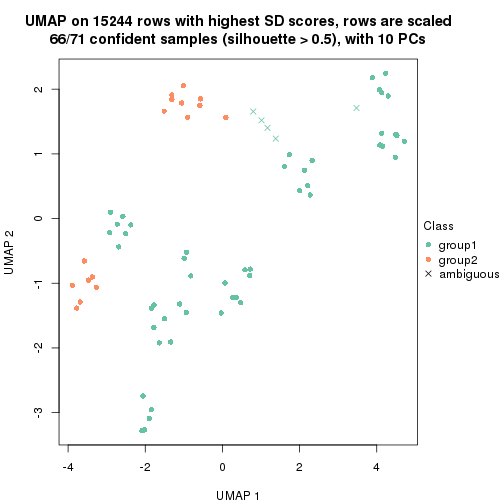 UMAP on 15244 rows with highest SD scores, rows are scaled
66/71 confident samples (silhouette > 0.5), with 10 PCs
UMAP 2
2
1
0
-1
-2
-3
-4
-2
0
2
4
UMAP 1
Class
group1
group2
ambiguous